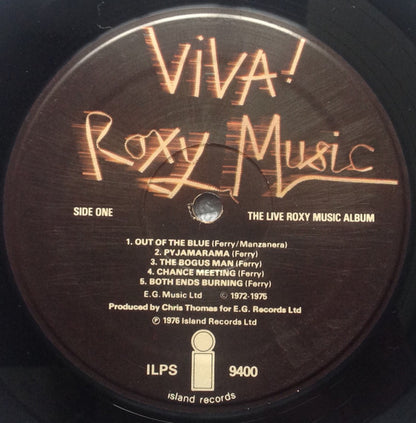 ViVA!
Roxy Music
SIDE ONE
THE LIVE ROXY MUSIC ALBUM
1. OUT OF THE BLUE (Ferry/Manzanera)
2. PYJAMARAMA (Ferry)
3. THE BOGUS MAN (Ferry)
4. CHANCE MEETING (Ferry)
5. BOTH ENDS BURNING (Ferry)
E.G. Music Ltd © 1972-1975
Produced by Chris Thomas for E.G. Records Ltd
℗ 1976 Island Records Ltd
i
ILPS 9400
island records